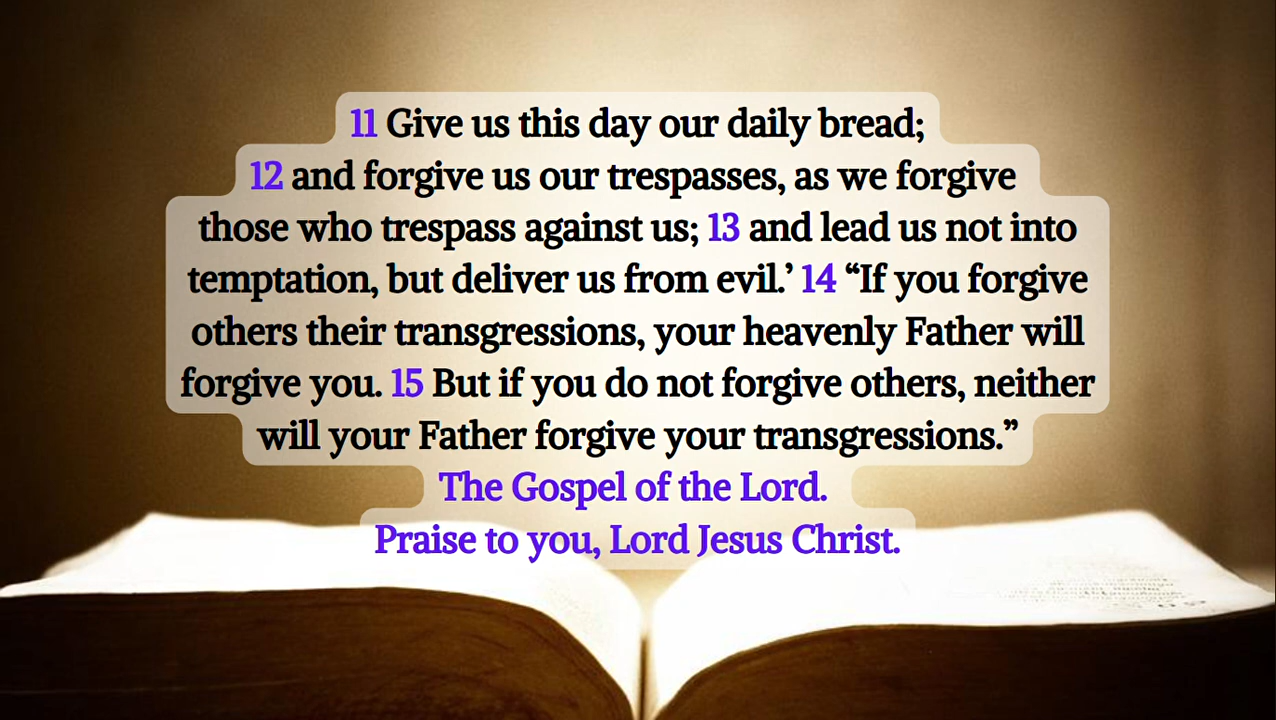 11 Give us this day our daily bread;
12 and forgive us our trespasses, as we forgive
those who trespass against us; 13 and lead us not into
temptation, but deliver us from evil.’ 14 “If you forgive
others their transgressions, your heavenly Father will
forgive you. 15 But if you do not forgive others, neither
will your Father forgive your transgressions.”
The Gospel of the Lord.
Praise to you, Lord Jesus Christ.